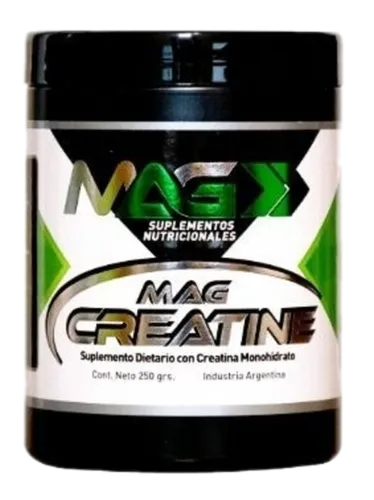 MAG
SUPLEMENTOS
NUTRICIONALES
MAG
CREATINE
Suplemento Dietario con Creatina Monohidrato
Cont. Neto 250 grs. Industria Argentina